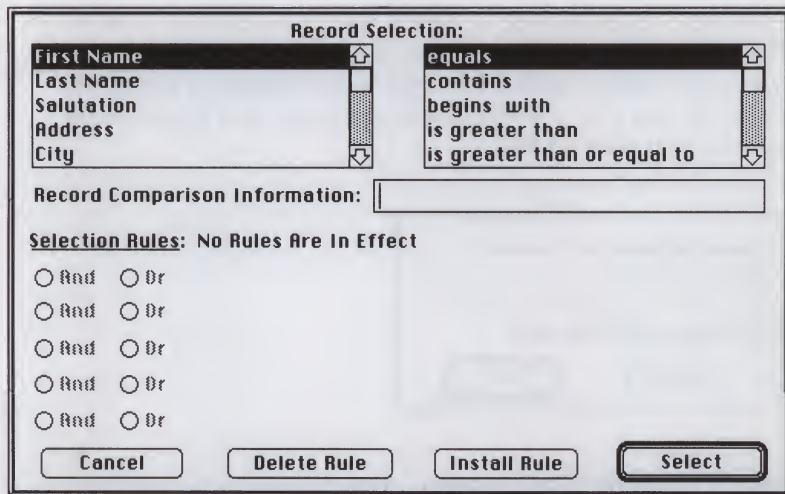 Record Selection:
First Name
Last Name
Salutation
Address
City
equals
contains
begins with
is greater than
is greater than or equal to
Record Comparison Information:
Selection Rules: No Rules Are In Effect
And Or
And Or
And Or
And Or
And Or
Cancel Delete Rule Install Rule Select